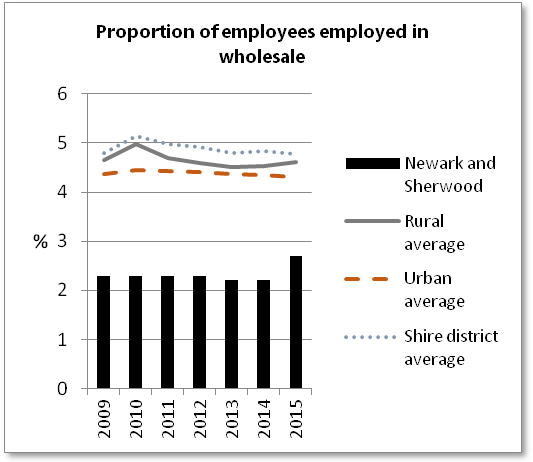 Proportion of employees employed in
wholesale
6
5
4
3
2
1
0
%
2009
2010
2011
2012
2013
2014
2015
Newark and
Sherwood
Rural
average
Urban
average
Shire district
average